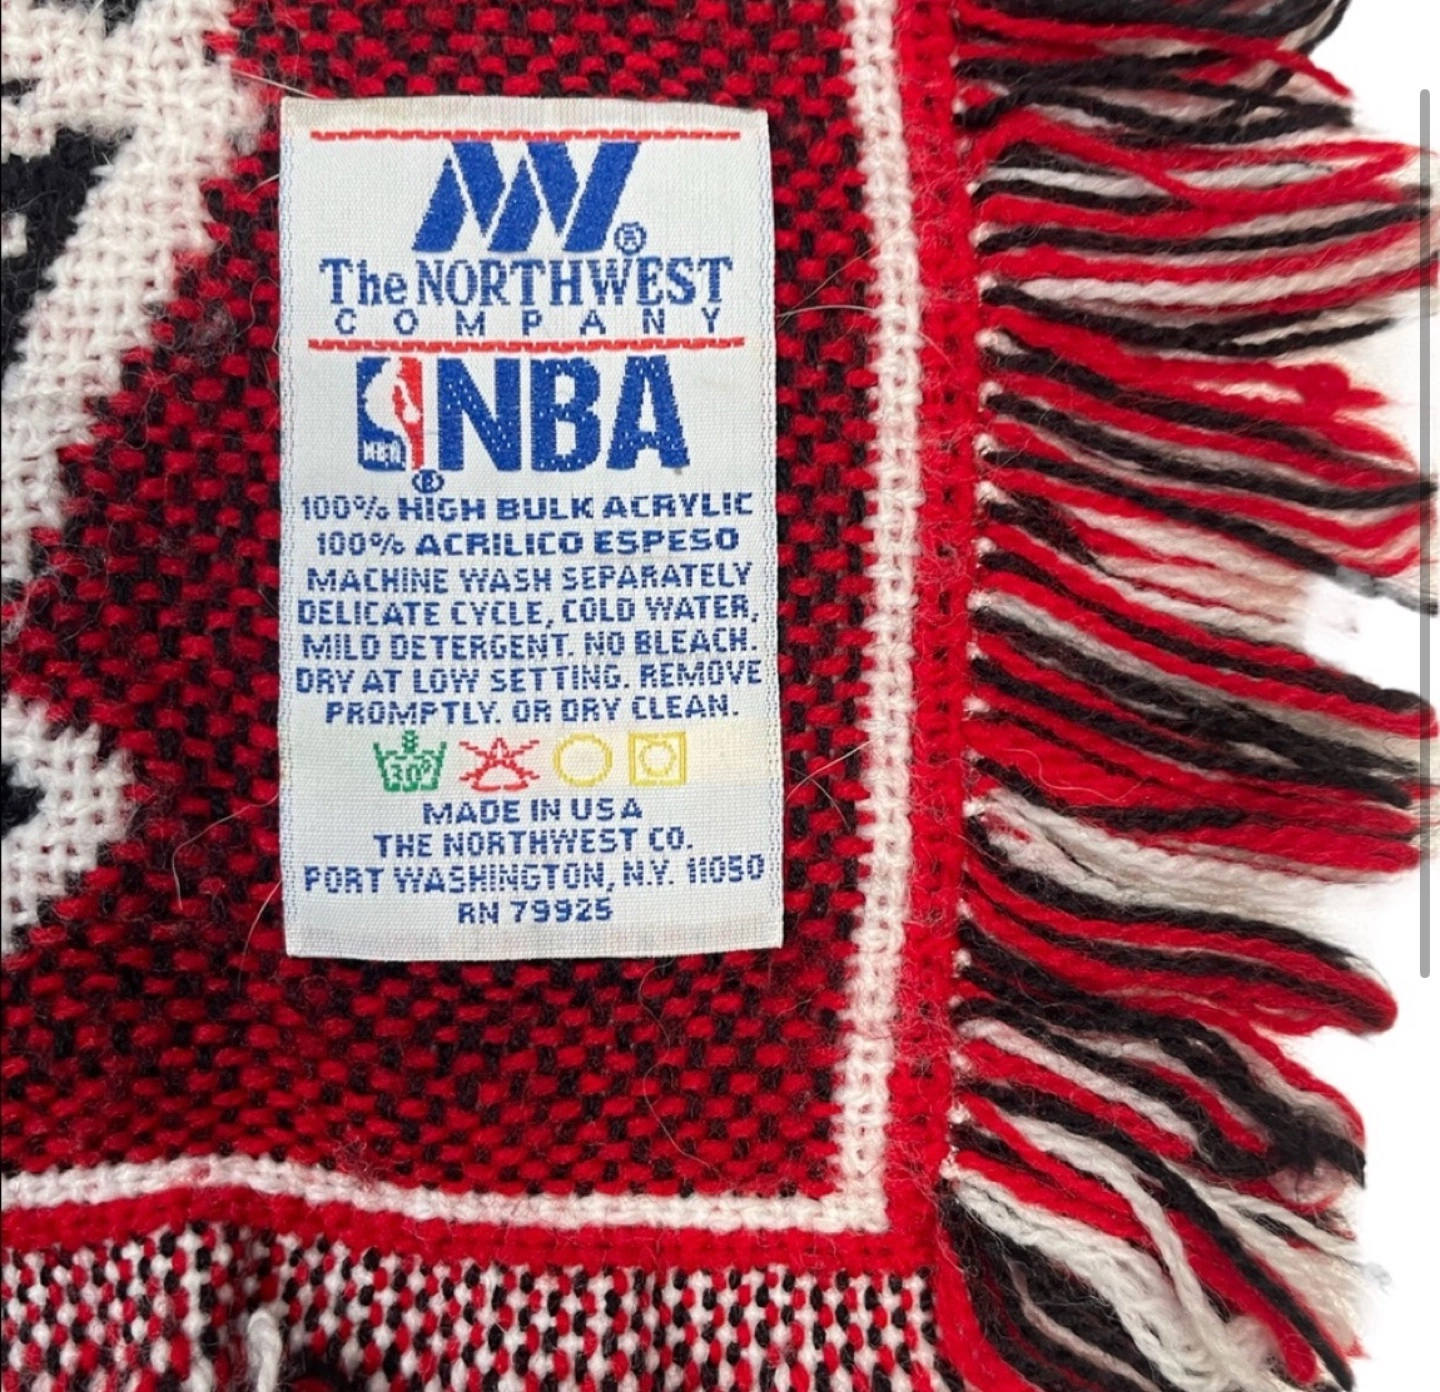 The NORTHWEST®
COMPANY
NBA NBA
®
100% HIGH BULK ACRYLIC
100% ACRILICO ESPESO
MACHINE WASH SEPARATELY
DELICATE CYCLE, COLD WATER,
MILD DETERGENT. NO BLEACH.
DRY AT LOW SETTING. REMOVE
PROMPTLY. OR DRY CLEAN.
30°
MADE IN USA
THE NORTHWEST CO.
PORT WASHINGTON, N.Y. 11050
RN 79925